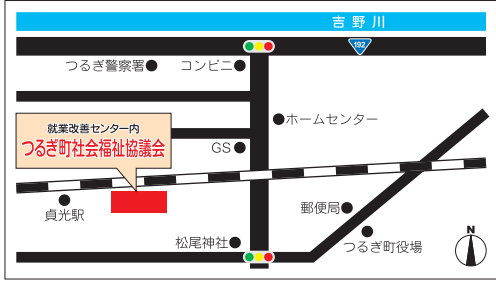 吉野川
192
つるぎ警察署
コンビニ
ホームセンター
就業改善センター内
つるぎ町社会福祉協議会
GS
貞光駅
郵便局
松尾神社
つるぎ町役場
N